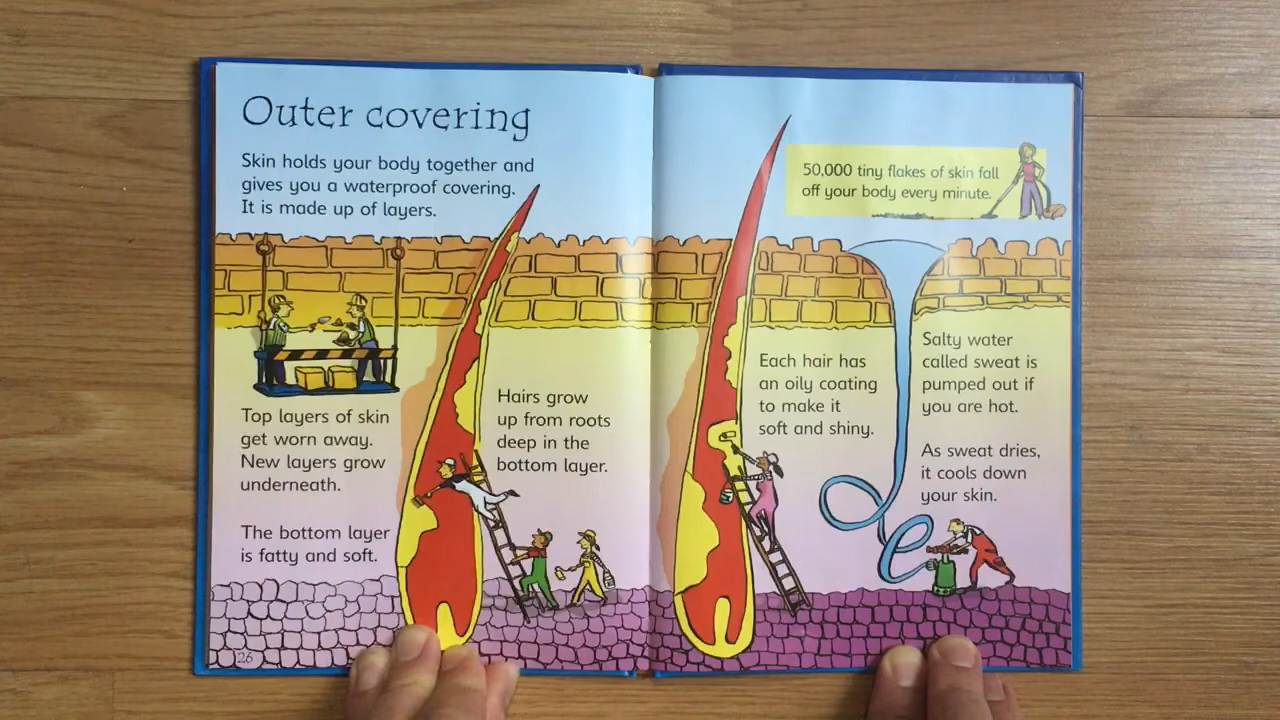 Outer covering
Skin holds your body together and
gives you a waterproof covering.
It is made up of layers.
Top layers of skin
get worn away.
New layers grow
underneath.
The bottom layer
is fatty and soft.
Hairs grow
up from roots
deep in the
bottom layer.
26
50,000 tiny flakes of skin fall
off your body every minute.
Each hair has
an oily coating
to make it
soft and shiny.
Salty water
called sweat is
pumped out if
you are hot.
As sweat dries,
it cools down
your skin.